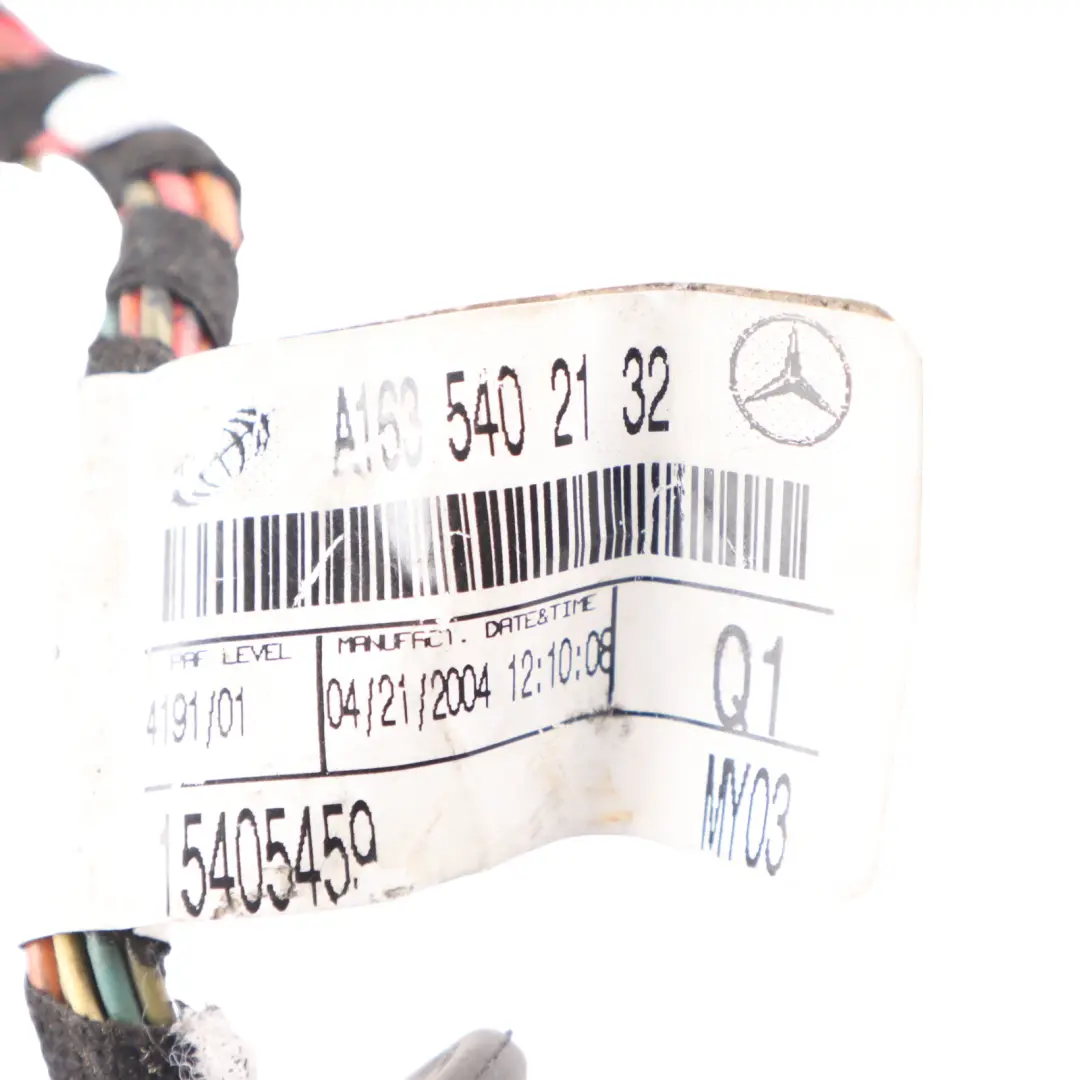 A163 540 21 32
PAF LEVEL
MANUFACT. DATE&TIME
4191/01
04/21/2004 12:10:08
Q1
15405459
MY03